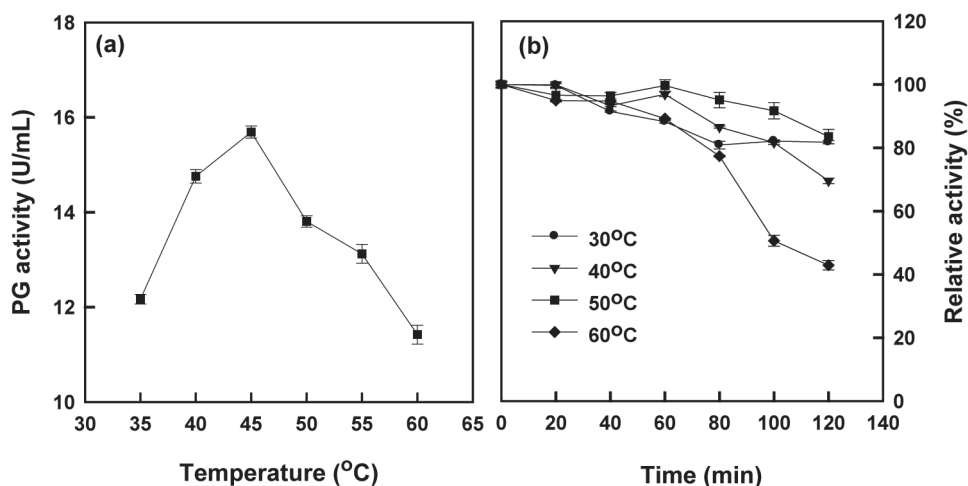 (a)
18
16
14
12
10
PG activity (U/mL)
30 35 40 45 50 55 60 65
Temperature (°C)
(b)
120
100
80
60
40
20
0
Relative activity (%)
30°C
40°C
50°C
60°C
0 20 40 60 80 100 120 140
Time (min)